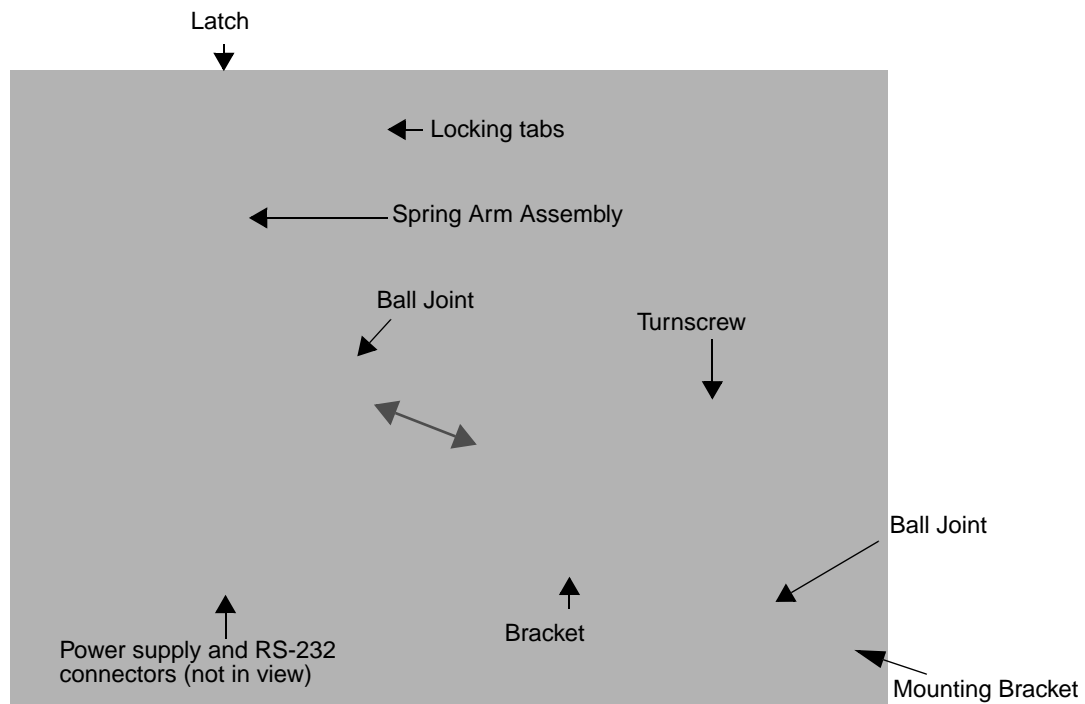 Latch
Locking tabs
Spring Arm Assembly
Ball Joint
Turnscrew
Ball Joint
Bracket
Power supply and RS-232
connectors (not in view)
Mounting Bracket